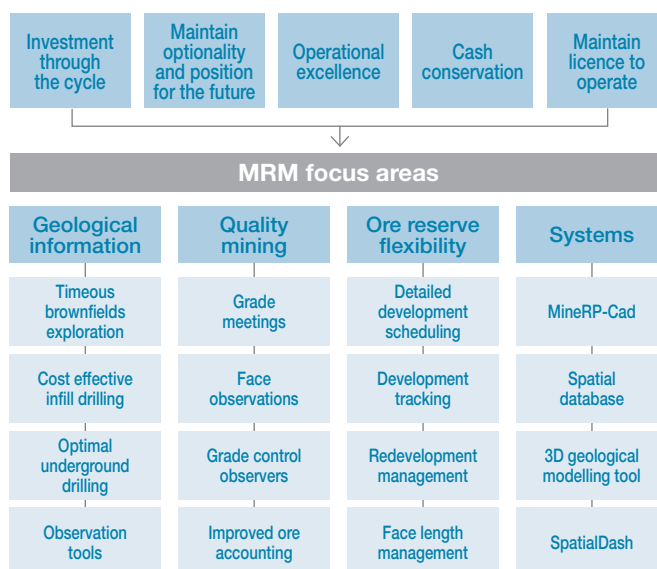 Investment
through
the cycle
Maintain
optionality
and position
for the future
Operational
excellence
Cash
conservation
Maintain
licence to
operate
MRM focus areas
Geological
information
Quality
mining
Ore reserve
flexibility
Systems
Timeous
brownfields
exploration
Grade
meetings
Detailed
development
scheduling
MineRP-Cad
Cost effective
infill drilling
Face
observations
Development
tracking
Spatial
database
Optimal
underground
drilling
Grade control
observers
Redevelopment
management
3D geological
modelling tool
Observation
tools
Improved ore
accounting
Face length
management
SpatialDash